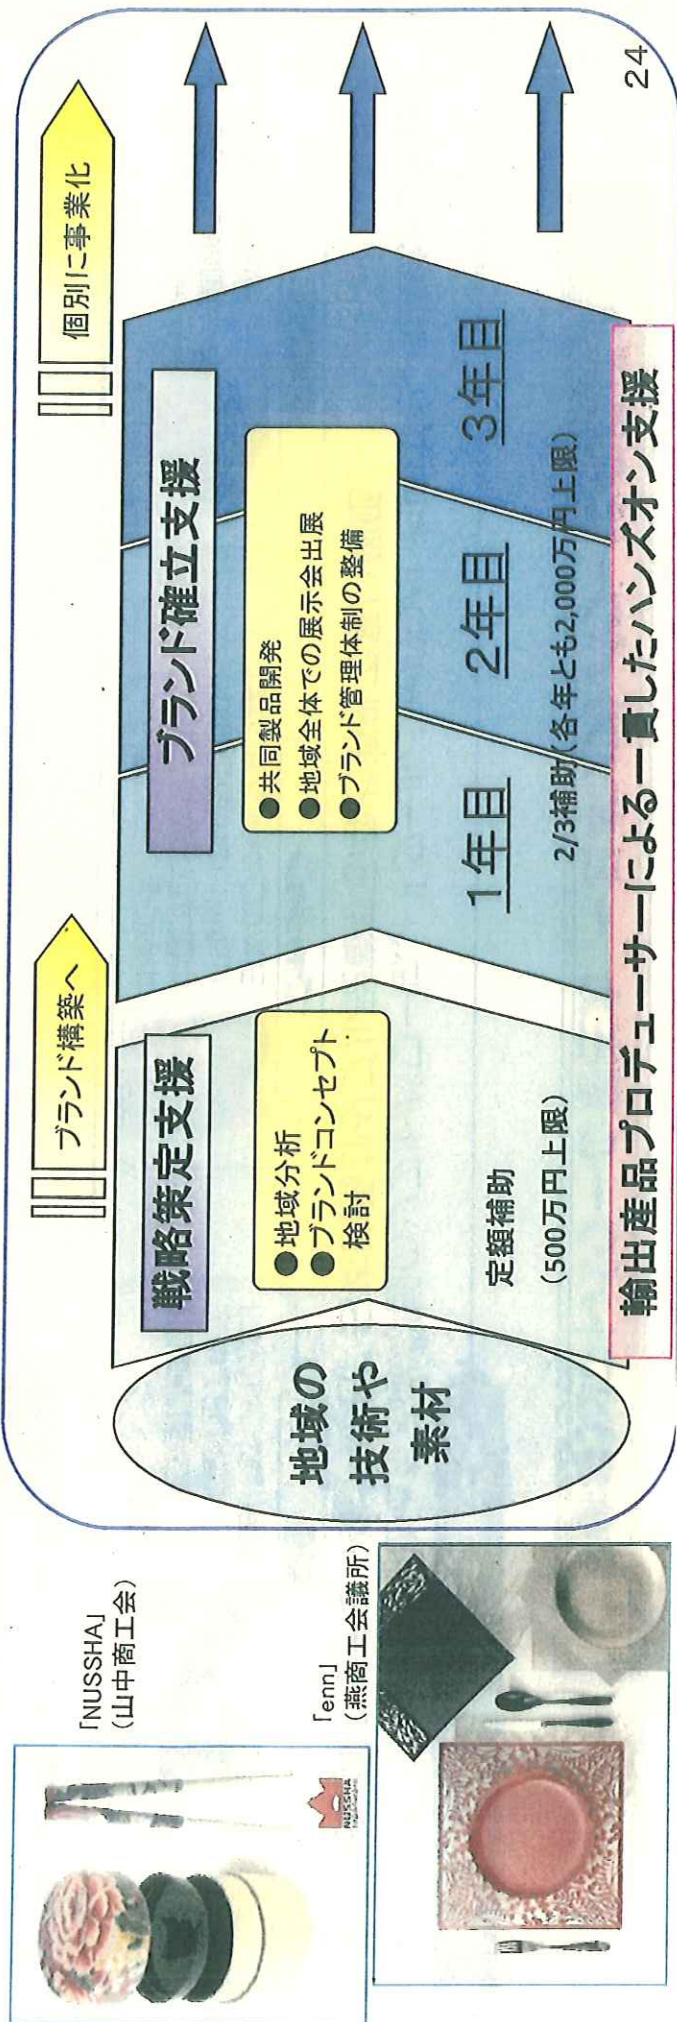 「NUSSHA」
(山中商工会)
NUSSHA
「enn」
(燕商工会議所)
地域の
技術や
素材
ブランド構築へ
戦略策定支援
●地域分析
●ブランドコンセプト
検討
定額補助
(500万円上限)
個別に事業化
ブランド確立支援
●共同製品開発
●地域全体での展示会出展
●ブランド管理体制の整備
1年目
2年目
3年目
2/3補助(各年とも2,000万円上限)
輸出産品プロデューサーによる一貫したハンズオン支援
24